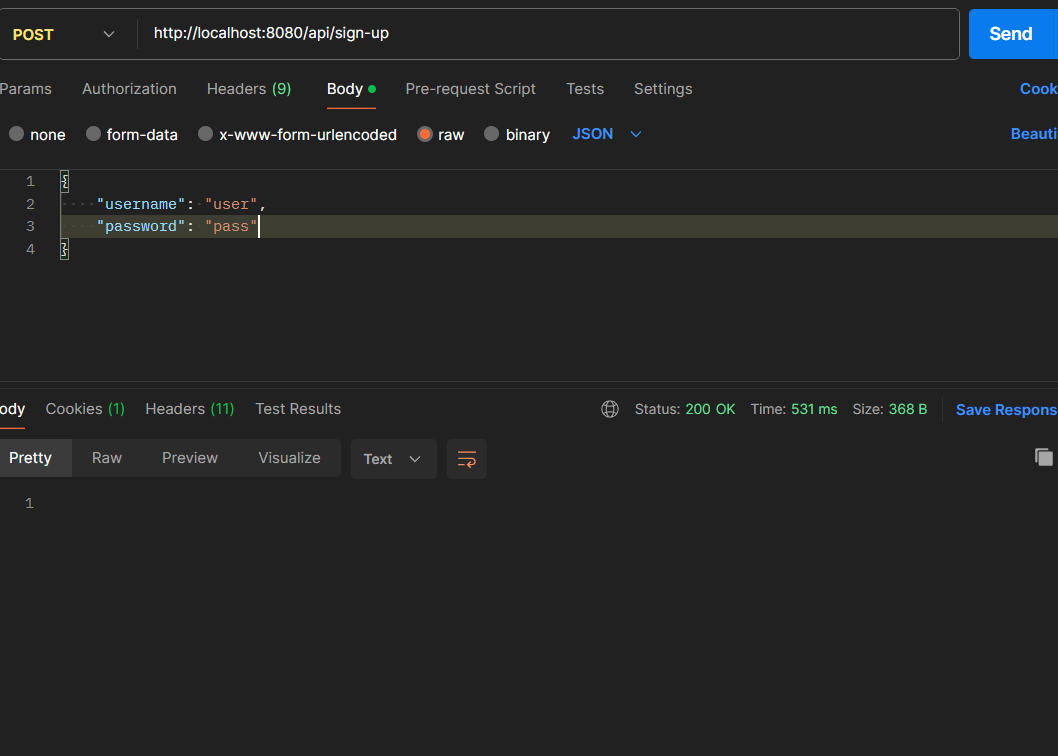 POST http://localhost:8080/api/sign-up Send
Params Authorization Headers (9) Body Pre-request Script Tests Settings Cook
none form-data x-www-form-urlencoded raw binary JSON Beauti
1 {
2 "username": "user",
3 "password": "pass"
4 }
ody Cookies (1) Headers (11) Test Results Status: 200 OK Time: 531 ms Size: 368 B Save Respons
Pretty Raw Preview Visualize Text
1